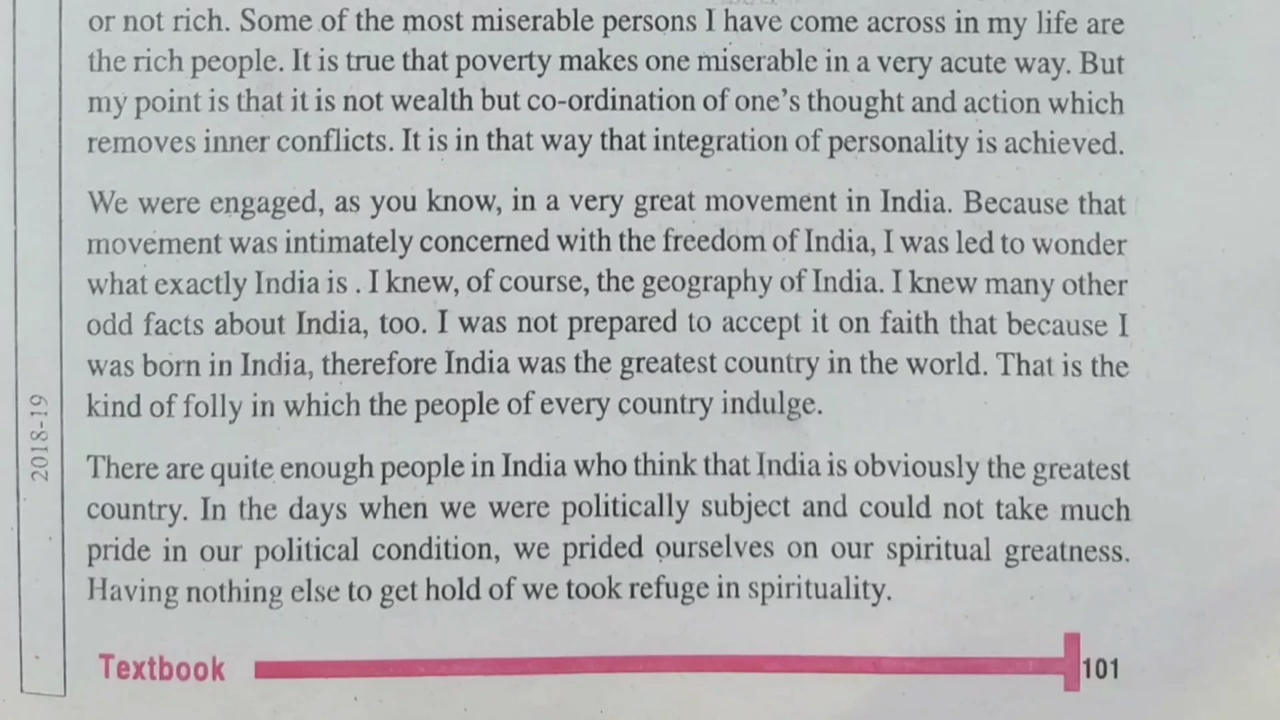 or not rich. Some of the most miserable persons I have come across in my life are
the rich people. It is true that poverty makes one miserable in a very acute way. But
my point is that it is not wealth but co-ordination of one's thought and action which
removes inner conflicts. It is in that way that integration of personality is achieved.
We were engaged, as you know, in a very great movement in India. Because that
movement was intimately concerned with the freedom of India, I was led to wonder
what exactly India is . I knew, of course, the geography of India. I knew many other
odd facts about India, too. I was not prepared to accept it on faith that because I
was born in India, therefore India was the greatest country in the world. That is the
kind of folly in which the people of every country indulge.
There are quite enough people in India who think that India is obviously the greatest
country. In the days when we were politically subject and could not take much
pride in our political condition, we prided ourselves on our spiritual greatness.
Having nothing else to get hold of we took refuge in spirituality.
2018-19
Textbook 101